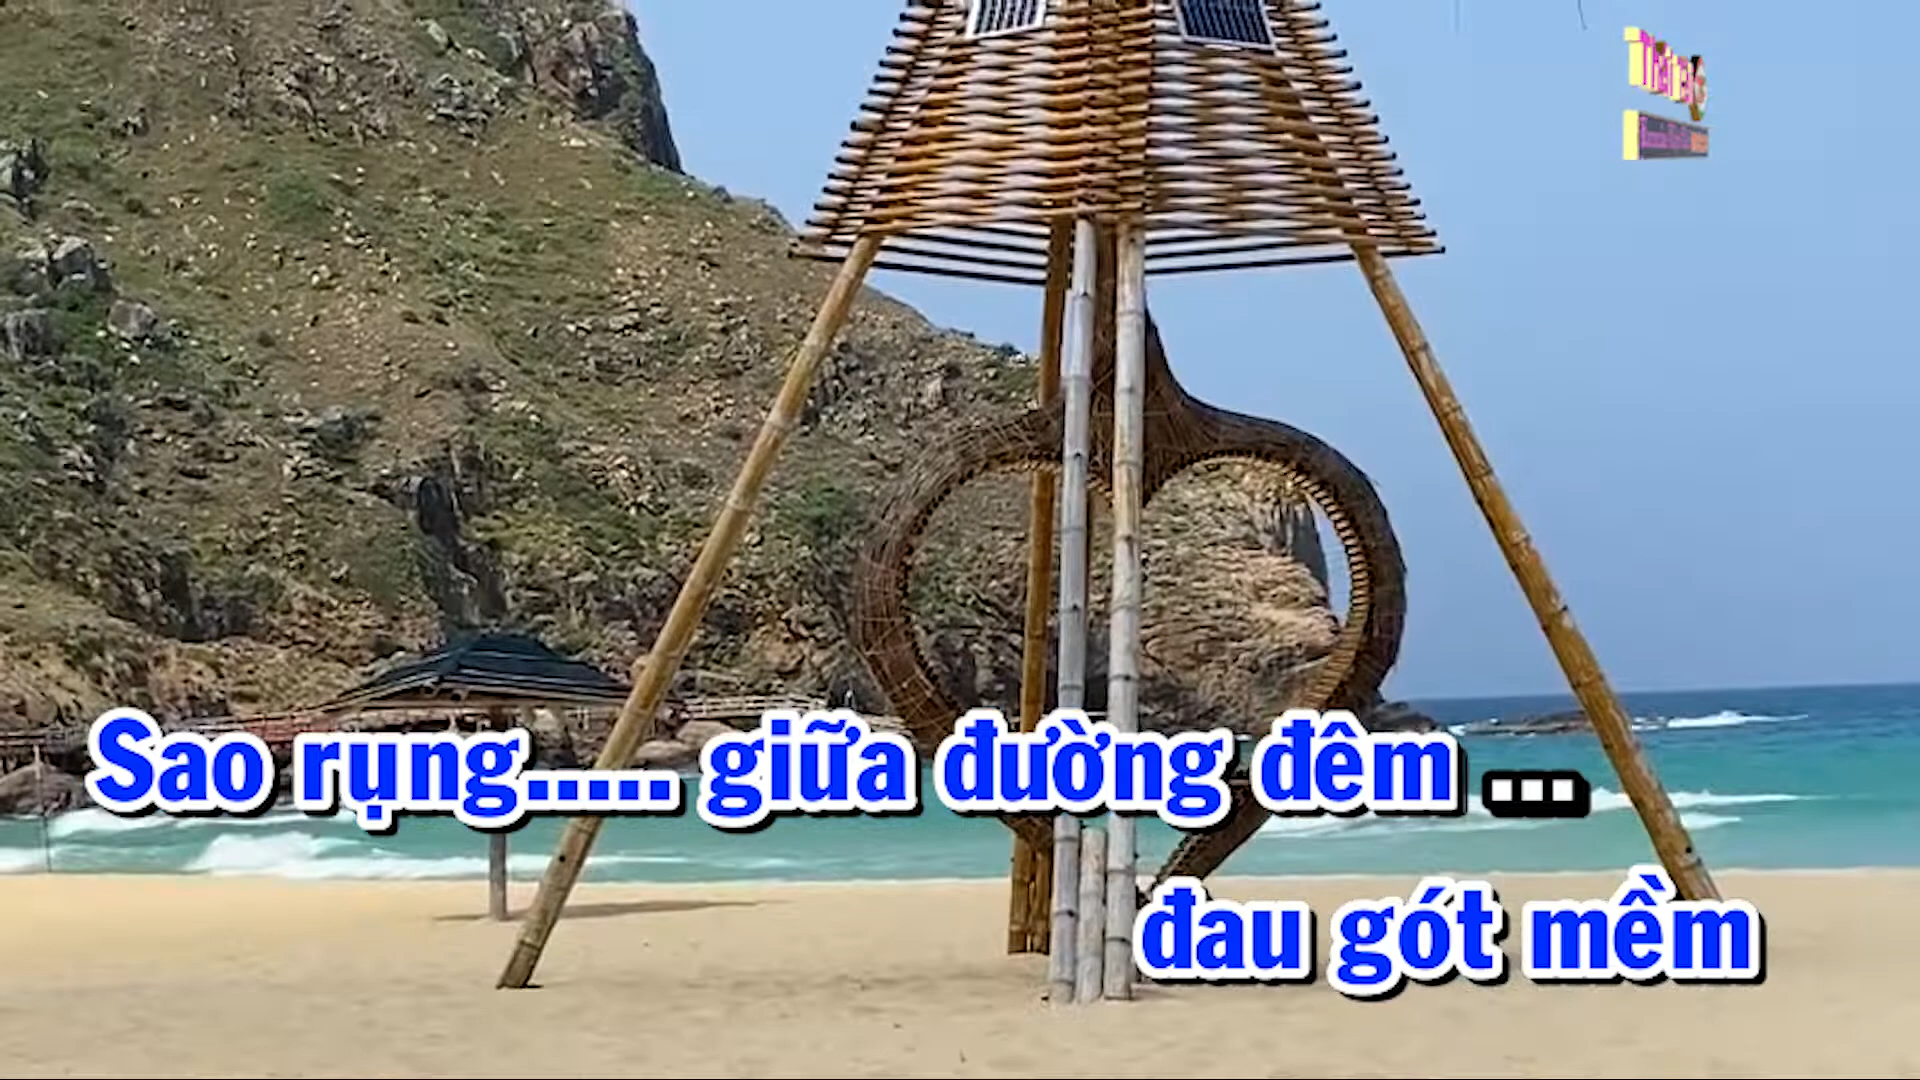 Sao rụng..... giữa đường đêm ...
đau gót mềm